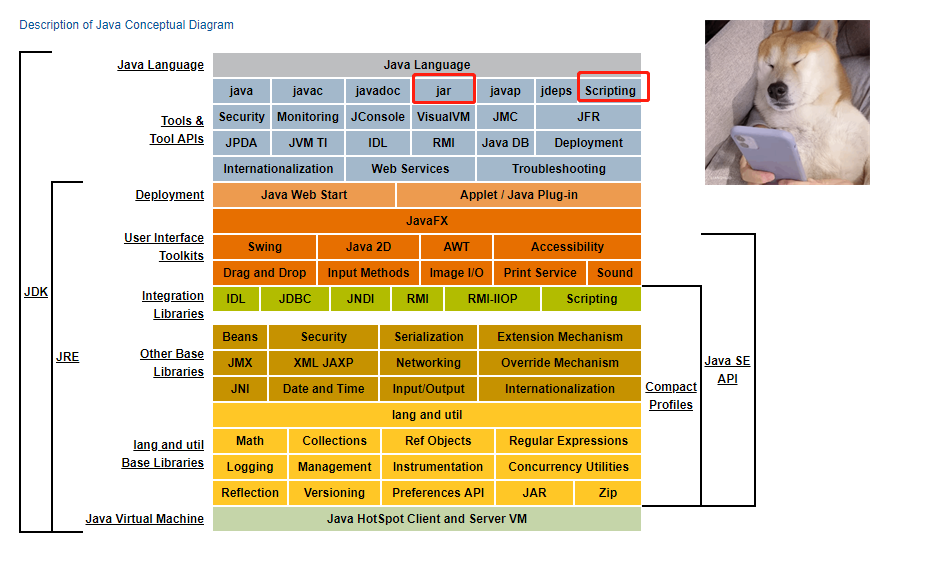 Description of Java Conceptual Diagram
Java Language
Java Language
java javac javadoc jar javap jdeps Scripting
Tools &
Tool APIs
Security Monitoring JConsole VisualVM JMC JFR
JPDA JVM TI IDL RMI Java DB Deployment
Internationalization Web Services Troubleshooting
Deployment
Java Web Start Applet / Java Plug-in
JavaFX
User Interface
Toolkits
Swing Java 2D AWT Accessibility
Drag and Drop Input Methods Image I/O Print Service Sound
JDK
Integration
Libraries
IDL JDBC JNDI RMI RMI-IIOP Scripting
JRE
Other Base
Libraries
Beans Security Serialization Extension Mechanism
JMX XML JAXP Networking Override Mechanism
JNI Date and Time Input/Output Internationalization
Java SE
API
Compact
Profiles
lang and util
lang and util
Base Libraries
Math Collections Ref Objects Regular Expressions
Logging Management Instrumentation Concurrency Utilities
Reflection Versioning Preferences API JAR Zip
Java Virtual Machine
Java HotSpot Client and Server VM